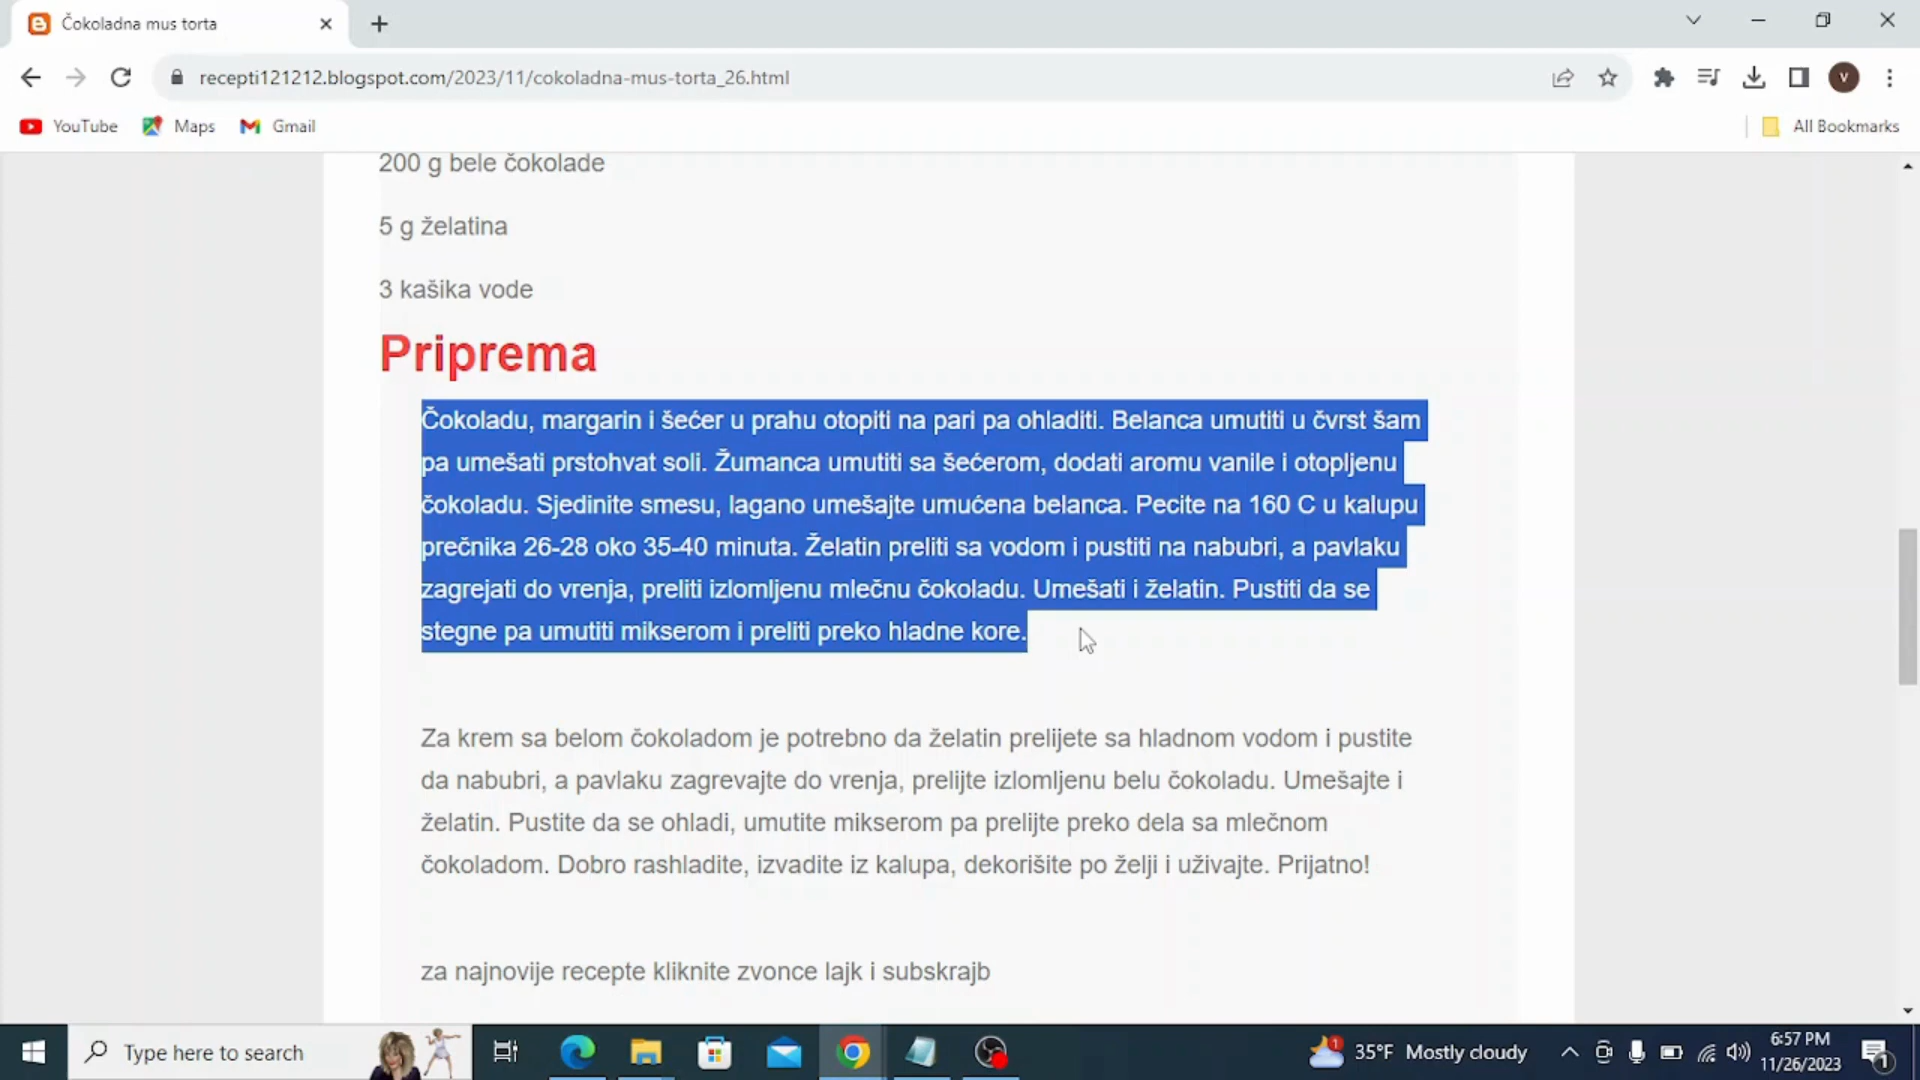 Čokoladna mus torta
recepti121212.blogspot.com/2023/11/cokoladna-mus-torta_26.html
V
YouTube
Maps
Gmail
All Bookmarks
200 g bele čokolade
5 g želatina
3 kašika vode
Priprema
Čokoladu, margarin i šećer u prahu otopiti na pari pa ohladiti. Belanca umutiti u čvrst šam
pa umešati prstohvat soli. Žumanca umutiti sa šećerom, dodati aromu vanile i otopljenu
čokoladu. Sjedinite smesu, lagano umešajte umućena belanca. Pecite na 160 C u kalupu
prečnika 26-28 oko 35-40 minuta. Želatin preliti sa vodom i pustiti na nabubri, a pavlaku
zagrejati do vrenja, preliti izlomljenu mlečnu čokoladu. Umešati i želatin. Pustiti da se
stegne pa umutiti mikserom i preliti preko hladne kore.
Za krem sa belom čokoladom je potrebno da želatin prelijete sa hladnom vodom i pustite
da nabubri, a pavlaku zagrevajte do vrenja, prelijte izlomljenu belu čokoladu. Umešajte i
želatin. Pustite da se ohladi, umutite mikserom pa prelijte preko dela sa mlečnom
čokoladom. Dobro rashladite, izvadite iz kalupa, dekorišite po želji i uživajte. Prijatno!
za najnovije recepte kliknite zvonce lajk i subskrajb
Type here to search
1
35°F Mostly cloudy
6:57 PM
11/26/2023
1